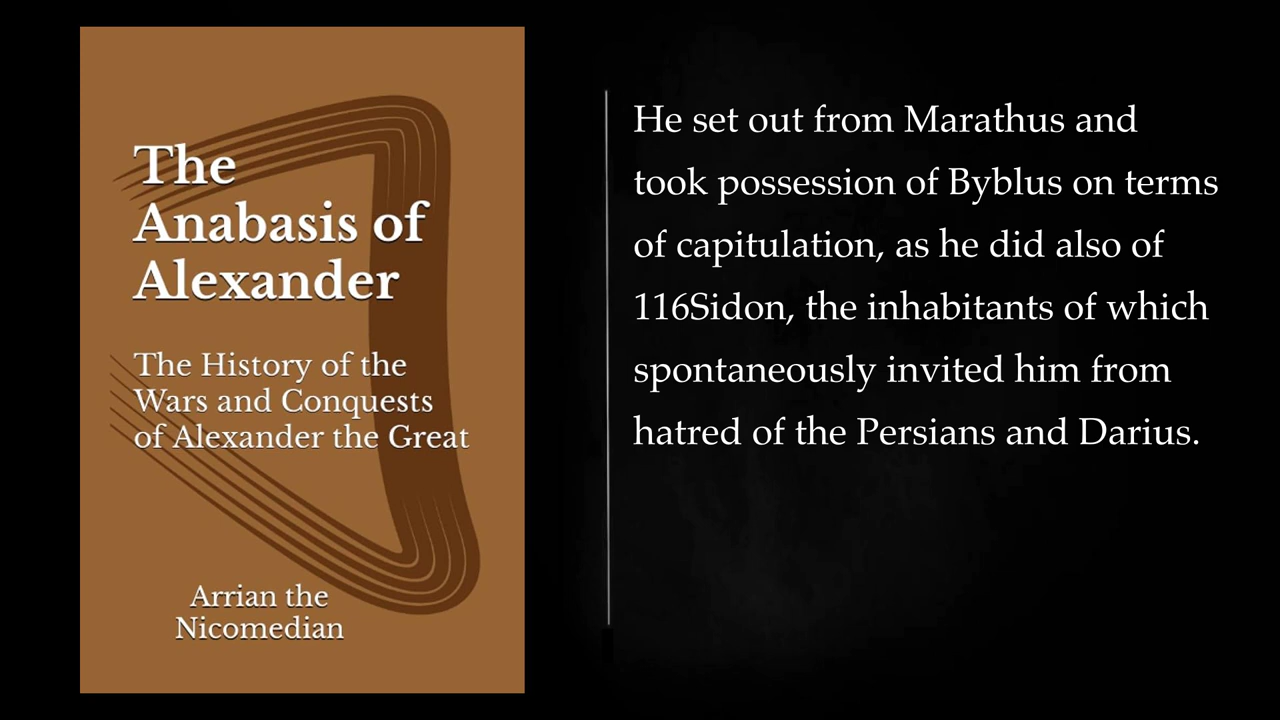 The
Anabasis of
Alexander
The History of the
Wars and Conquests
of Alexander the Great
Arrian the
Nicomedian
He set out from Marathus and
took possession of Byblus on terms
of capitulation, as he did also of
116Sidon, the inhabitants of which
spontaneously invited him from
hatred of the Persians and Darius.